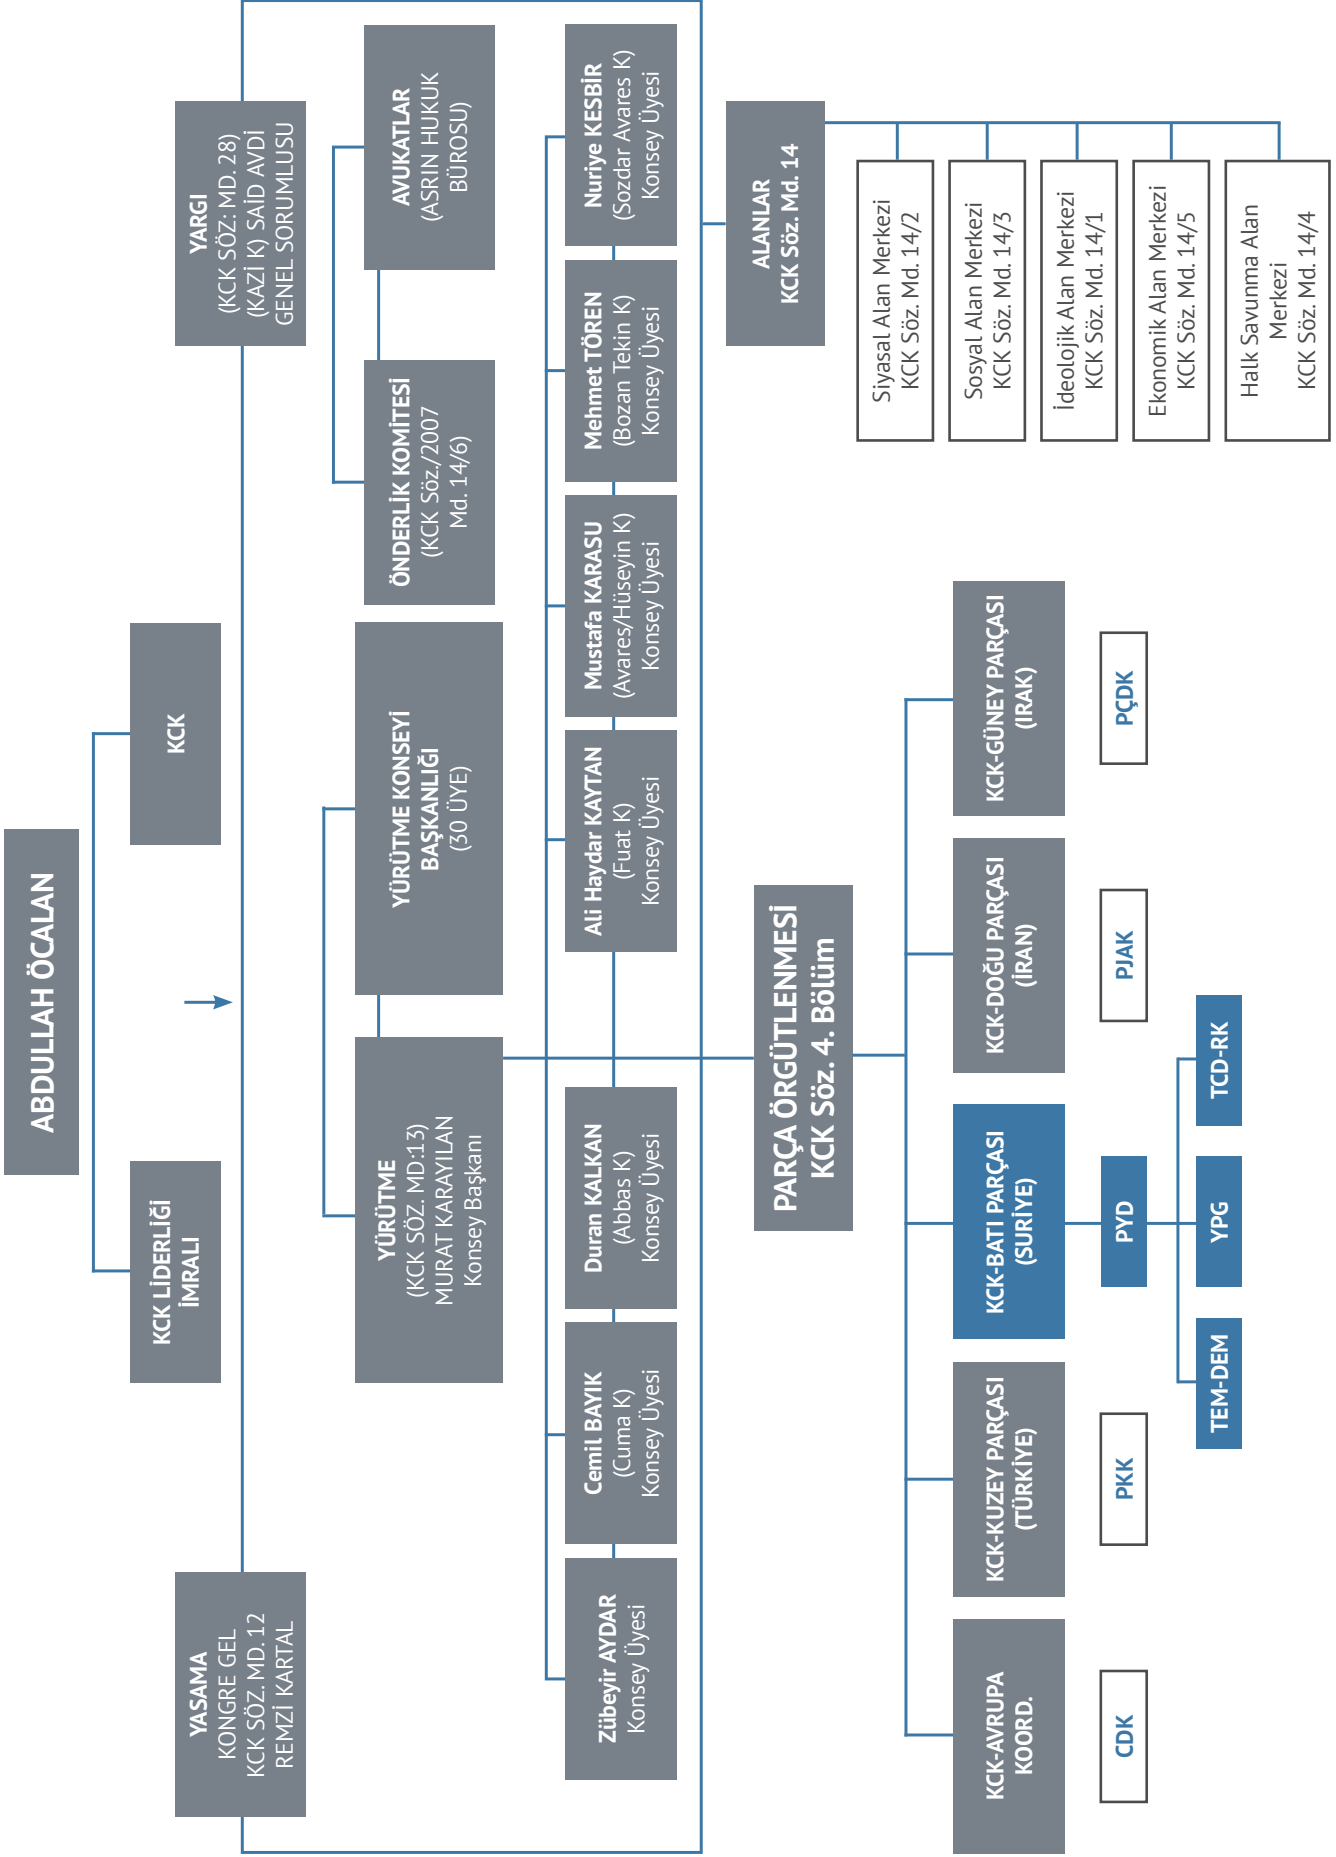 ABDULLAH ÖCALAN
KCK LİDERLİĞİ
İMRALI
KCK
YASAMA
KONGRE GEL
KCK SÖZ. MD. 12
REMZİ KARTAL
YARGI
(KCK SÖZ: MD. 28)
(KAZİ K) SAİD AVDİ
GENEL SORUMLUSU
YÜRÜTME
(KCK SÖZ. MD:13)
MURAT KARAYILAN
Konsey Başkanı
YÜRÜTME KONSEYİ
BAŞKANLIĞI
(30 ÜYE)
ÖNDERLİK KOMİTESİ
(KCK Söz./2007
Md. 14/6)
AVUKATLAR
(ASRIN HUKUK
BÜROSU)
Zübeyir AYDAR
Konsey Üyesi
Cemil BAYIK
(Cuma K)
Konsey Üyesi
Duran KALKAN
(Abbas K)
Konsey Üyesi
Ali Haydar KAYTAN
(Fuat K)
Konsey Üyesi
Mustafa KARASU
(Avares/Hüseyin K)
Konsey Üyesi
Mehmet TÖREN
(Bozan Tekin K)
Konsey Üyesi
Nuriye KESBİR
(Sozdar Avares K)
Konsey Üyesi
PARÇA ÖRGÜTLENMESİ
KCK Söz. 4. Bölüm
ALANLAR
KCK Söz. Md. 14
Siyasal Alan Merkezi
KCK Söz. Md. 14/2
Sosyal Alan Merkezi
KCK Söz. Md. 14/3
İdeolojik Alan Merkezi
KCK Söz. Md. 14/1
Ekonomik Alan Merkezi
KCK Söz. Md. 14/5
Halk Savunma Alan
Merkezi
KCK Söz. Md. 14/4
KCK-AVRUPA
KOORD.
KCK-KUZEY PARÇASI
(TÜRKİYE)
KCK-BATI PARÇASI
(SURİYE)
KCK-DOĞU PARÇASI
(İRAN)
KCK-GÜNEY PARÇASI
(IRAK)
CDK
PKK
PYD
PJAK
PÇDK
TEM-DEM
YPG
TCD-RK